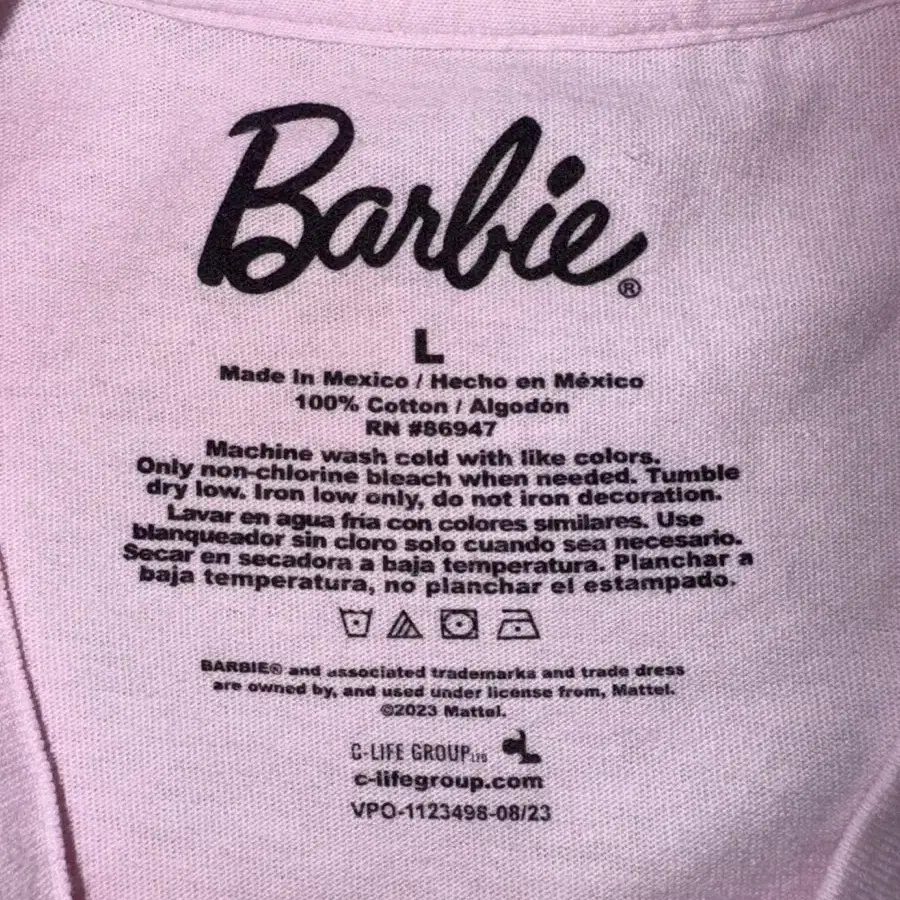 Barbie®
L
Made in Mexico / Hecho en México
100% Cotton / Algodón
RN #86947
Machine wash cold with like colors.
Only non-chlorine bleach when needed. Tumble
dry low. Iron low only, do not iron decoration.
Lavar en agua fría con colores similares. Use
blanqueador sin cloro solo cuando sea necesario.
Secar en secadora a baja temperatura. Planchar a
baja temperatura, no planchar el estampado.
BARBIE® and associated trademarks and trade dress
are owned by, and used under license from, Mattel.
©2023 Mattel.
C-LIFE GROUP LTD
c-lifegroup.com
VPO-1123498-08/23